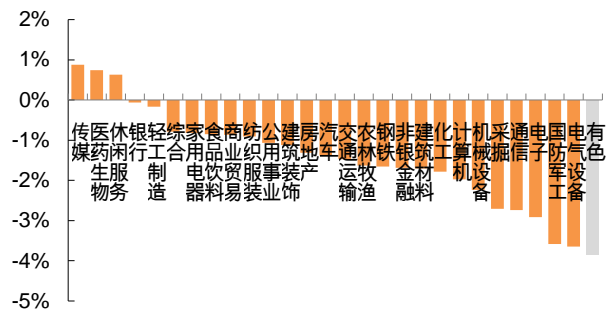 2%
1%
0%
-1%
-2%
-3%
-4%
-5%
传媒
医药生物
休闲服务
银行
轻工制造
综合
家用电器
食品饮料
商业贸易
纺织服装
公用事业
建筑装饰
房地产
汽车
交通运输
农林牧渔
钢铁
非银金融
建筑材料
化工
计算机
机械设备
采掘
通信
电子
国防军工
电气设备
有色